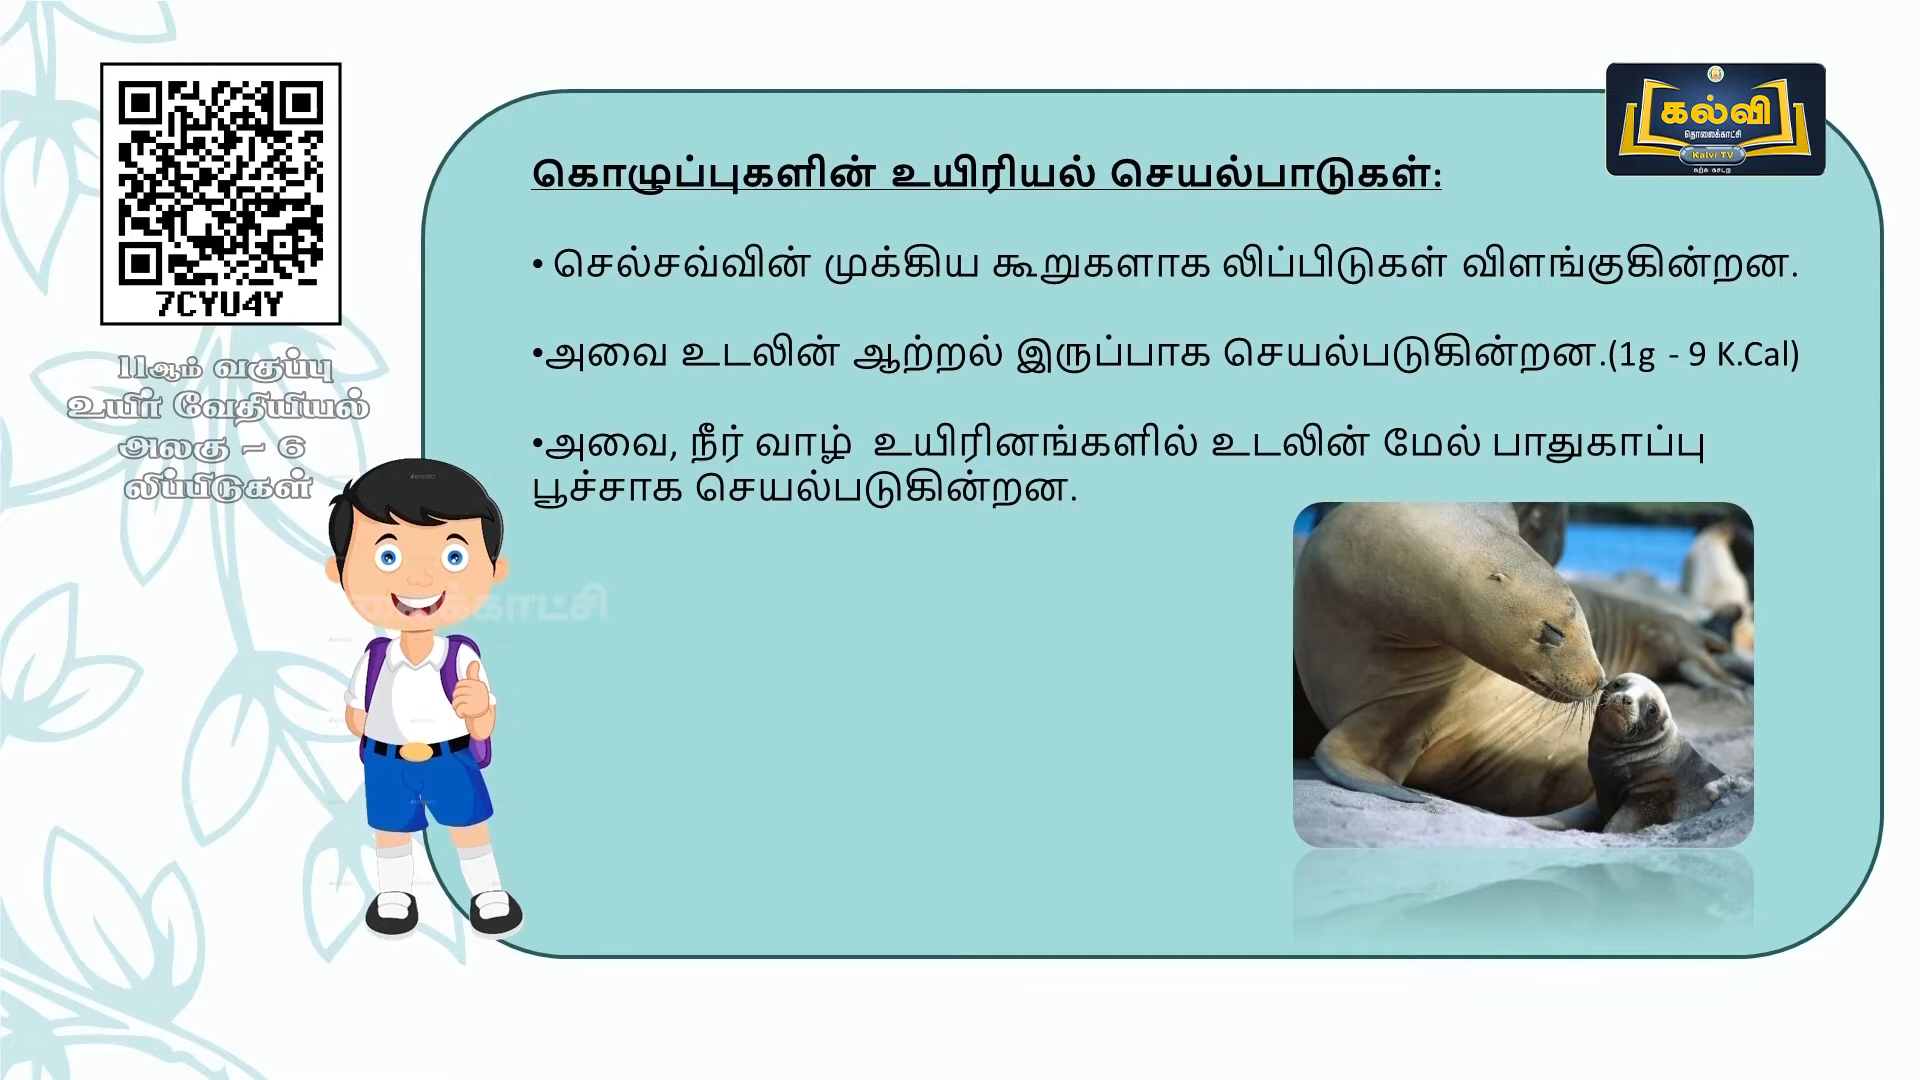 7CYU4Y
11ஆம் வகுப்பு
உயிர் வேதியியல்
அலகு – 6
லிப்பிடுகள்
கல்வி
தொலைக்காட்சி
Kalvi TV
கற்க கசடற
கொழுப்புகளின் உயிரியல் செயல்பாடுகள்:
• செல்சவ்வின் முக்கிய கூறுகளாக லிப்பிடுகள் விளங்குகின்றன.
•அவை உடலின் ஆற்றல் இருப்பாக செயல்படுகின்றன.(1g - 9 K.Cal)
•அவை, நீர் வாழ் உயிரினங்களில் உடலின் மேல் பாதுகாப்பு
பூச்சாக செயல்படுகின்றன.